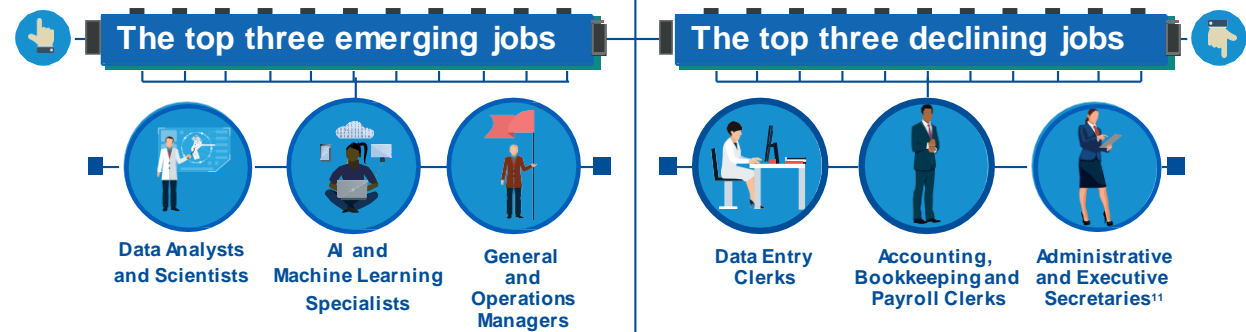 The top three emerging jobs
The top three declining jobs
Data Analysts
and Scientists
AI and
Machine Learning
Specialists
General
and
Operations
Managers
Data Entry
Clerks
Accounting,
Bookkeeping and
Payroll Clerks
Administrative
and Executive
Secretaries¹¹